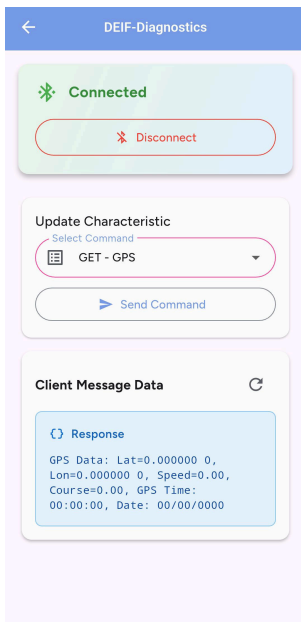 DEIF-Diagnostics
Connected
Disconnect
Update Characteristic
Select Command
GET - GPS
Send Command
Client Message Data
{} Response
GPS Data: Lat=0.000000 0,
Lon=0.000000 0, Speed=0.00,
Course=0.00, GPS Time:
00:00:00, Date: 00/00/0000